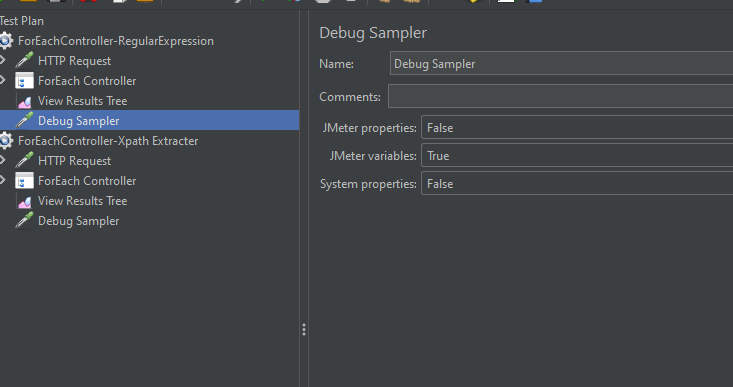 Test Plan
ForEachController-RegularExpression
HTTP Request
ForEach Controller
View Results Tree
Debug Sampler
ForEachController-Xpath Extracter
HTTP Request
ForEach Controller
View Results Tree
Debug Sampler
Debug Sampler
Name: Debug Sampler
Comments:
JMeter properties: False
JMeter variables: True
System properties: False